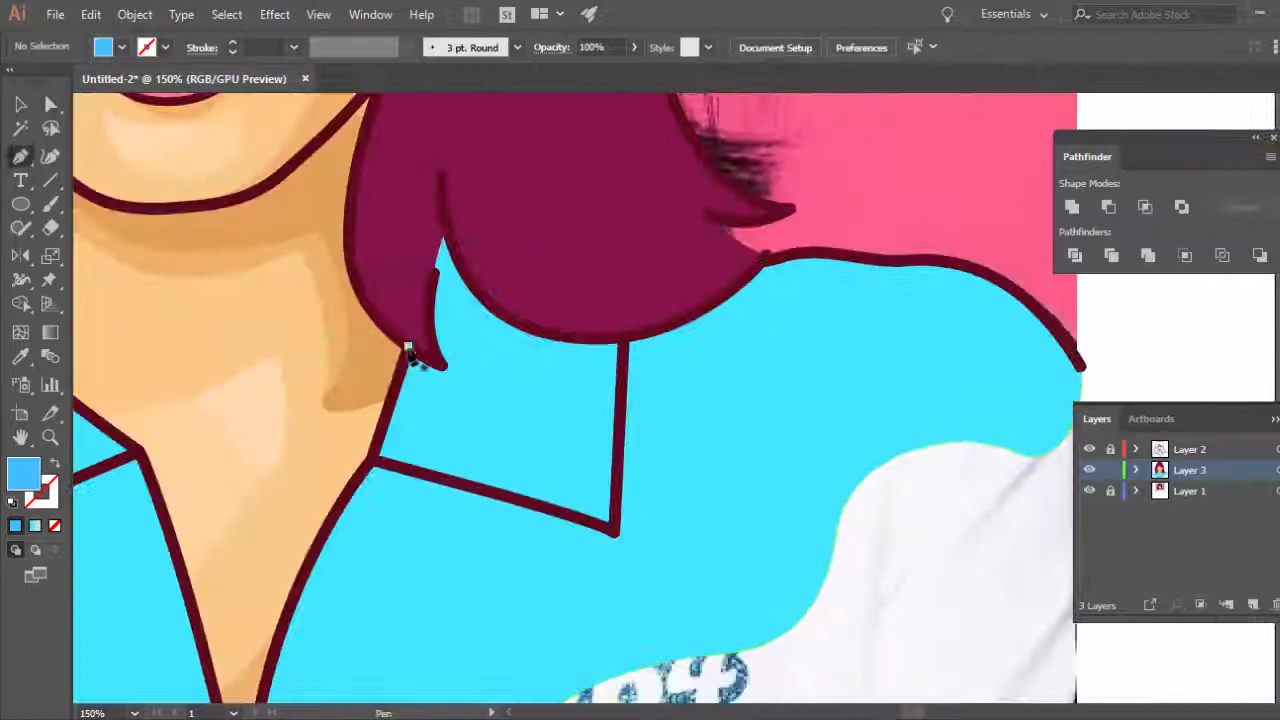 Ai File Edit Object Type Select Effect View Window Help St Essentials Search Adobe Stock
No Selection Stroke: 3 pt. Round Opacity: 100% Style: Document Setup Preferences
Untitled-2* @ 150% (RGB/GPU Preview)
Pathfinder
Shape Modes:
Pathfinders:
Layers Artboards
Layer 2
Layer 3
Layer 1
3 Layers
150% 1 Pen